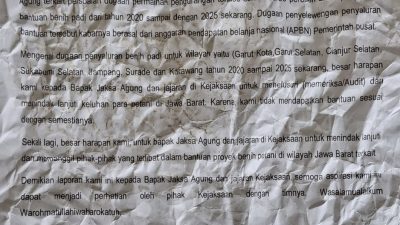 Agung terkait persoalan dugaan permainan pengurangan
bantuan benih padi dari tahun 2020 sampai dengan 2025 sekarang. Dugaan penyelewengan penyaluran
bantuan tersebut kabarnya berasal dari anggaran pendapatan belanja nasional (APBN) Pemerintah pusat.
Mengenai dugaan penyaluran benih padi untuk wilayah yaitu (Garut Kota,Garut Selatan, Cianjur Selatan,
Sukabumi Selatan, Jampang, Surade dan Karawang tahun 2020 sampai 2025 sekarang, besar harapan
kami kepada Bapak Jaksa Agung dan jajaran di Kejaksaan untuk menelusuri (memeriksa/Audit) dan
menindak lanjuti keluhan para petani di Jawa Barat, Karena, kami tidak mendapatkan bantuan sesuai
dengan semestinya.
Sekali lagi, besar harapan kami, untuk bapak Jaksa Agung dan jajaran di Kejaksaan untuk menindak lanjuti
dan memanggil pihak-pihak yang terlibat dalam bantuan proyek benih petani di wilayah Jawa Barat terkait
Demikian laporan kami ini kepada Bapak Jaksa Agung dan jajaran di Kejaksaan, semoga aspirasi kami ini
dapat menjadi perhatian oleh pihak Kejaksaan dengan timnya. Wasalamualaikum
Warohmatullahiwabarokatuh.